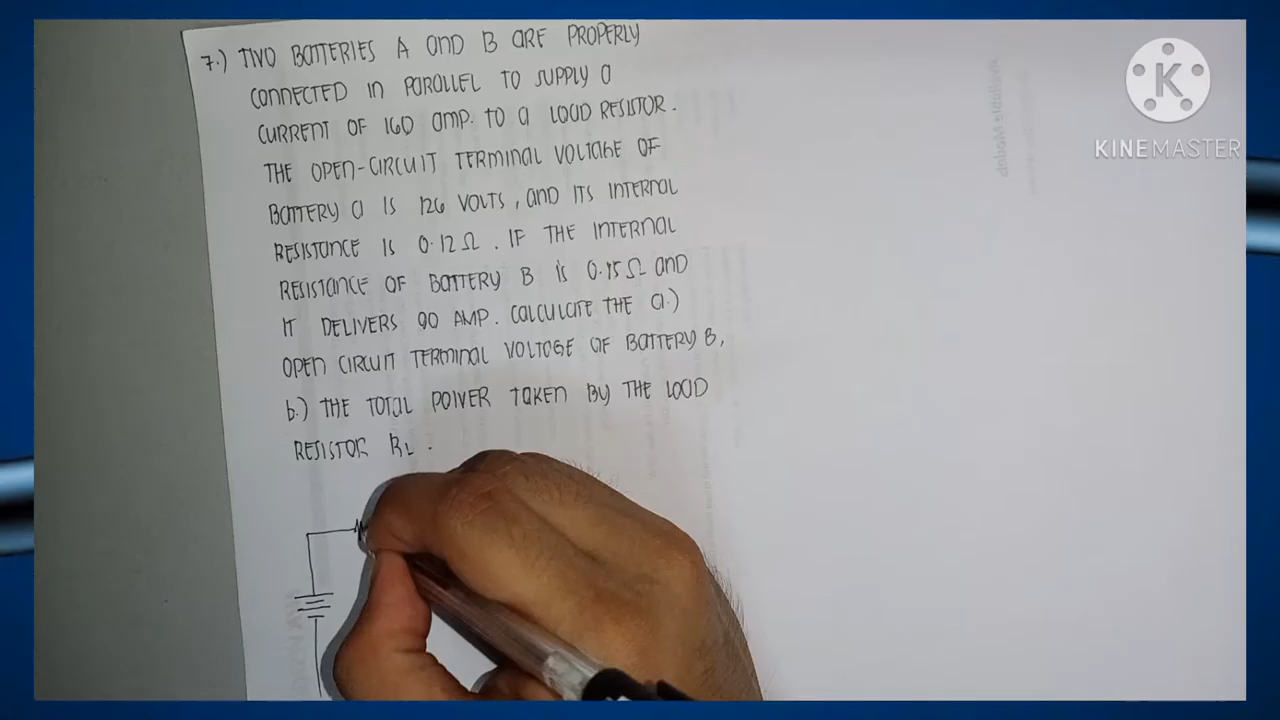 7.) TWO BATTERIES A AND B ARE PROPERLY
CONNECTED IN PARALLEL TO SUPPLY A
CURRENT OF 160 AMP. TO A LOAD RESISTOR.
THE OPEN-CIRCUIT TERMINAL VOLTAGE OF
BATTERY A IS 126 VOLTS, AND ITS INTERNAL
RESISTANCE IS 0.12 Ω. IF THE INTERNAL
RESISTANCE OF BATTERY B IS 0.15 Ω AND
IT DELIVERS 90 AMP. CALCULATE THE A.)
OPEN CIRCUIT TERMINAL VOLTAGE OF BATTERY B,
b.) THE TOTAL POWER TAKEN BY THE LOAD
RESISTOR RL.
K
KINEMASTER